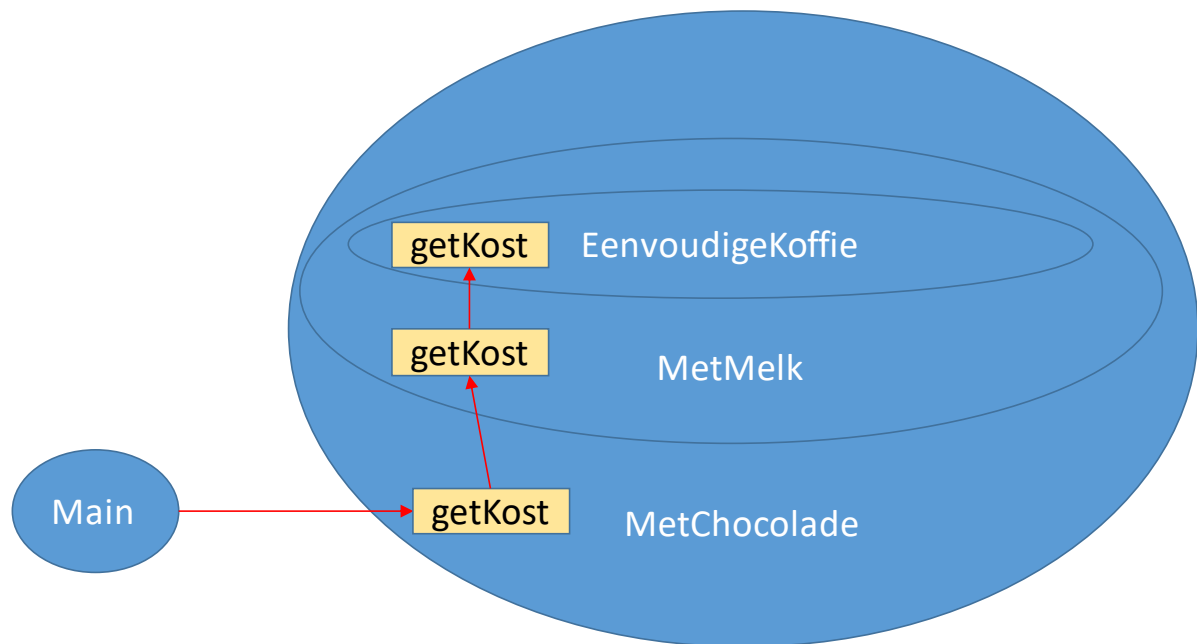 getKost
EenvoudigeKoffie
getKost
MetMelk
Main
getKost
MetChocolade